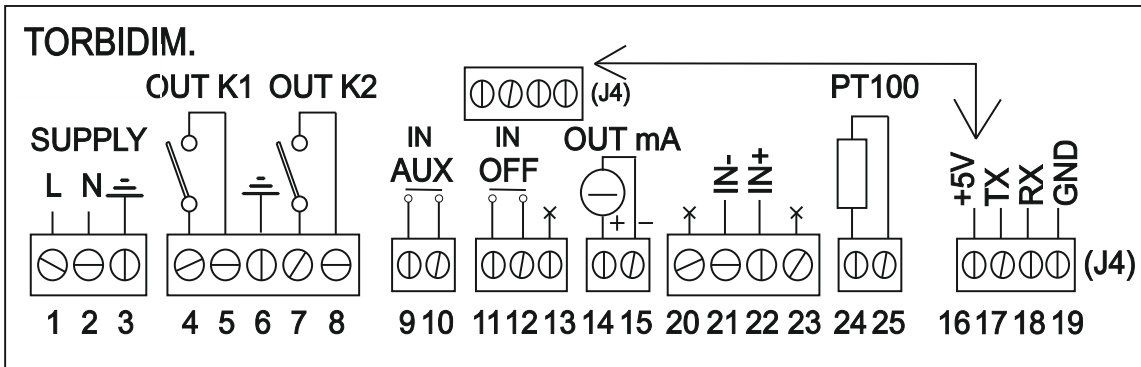 TORBIDIM.
OUT K1 OUT K2
(J4)
PT100
SUPPLY
L N
IN
AUX
IN
OFF
OUT mA
+ −
IN-
IN+
+5V
TX
RX
GND
(J4)
1 2 3 4 5 6 7 8 9 10 11 12 13 14 15 20 21 22 23 24 25 16 17 18 19